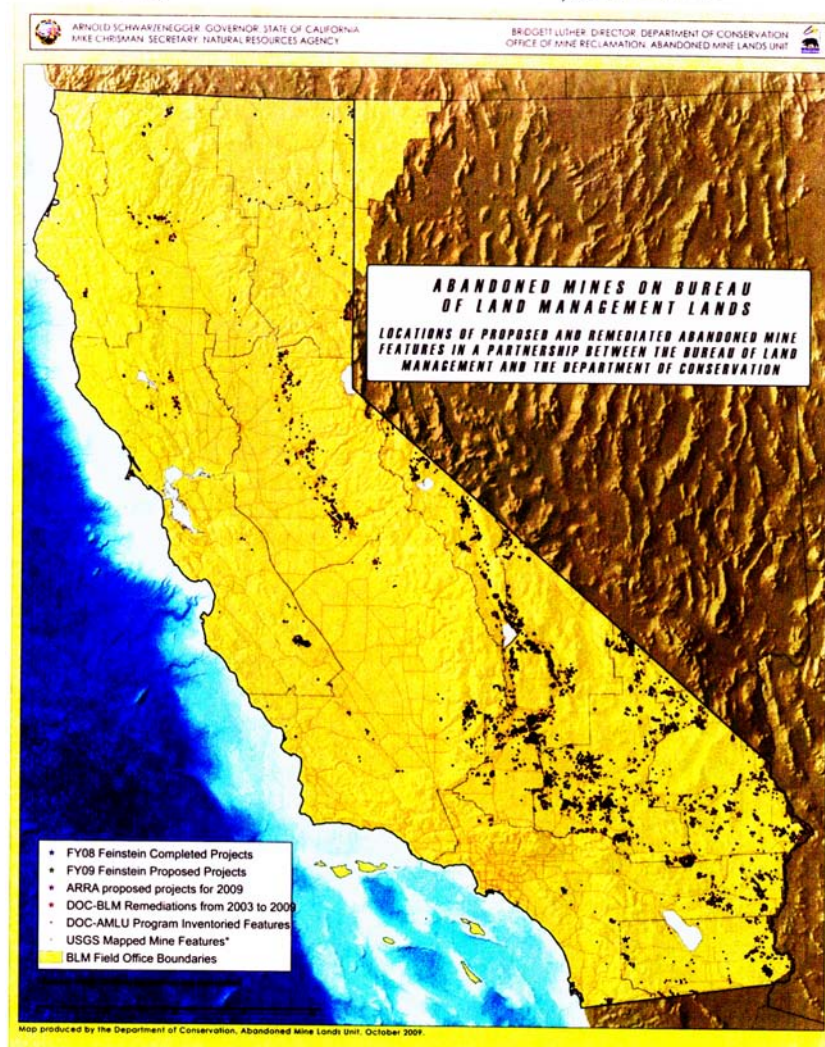 ARNOLD SCHWARZENEGGER GOVERNOR, STATE OF CALIFORNIA
MIKE CHRISMAN SECRETARY, NATURAL RESOURCES AGENCY
BRIDGETT LUTHER DIRECTOR DEPARTMENT OF CONSERVATION
OFFICE OF MINE RECLAMATION ABANDONED MINE LANDS UNIT
ABANDONED MINES ON BUREAU
OF LAND MANAGEMENT LANDS
LOCATIONS OF PROPOSED AND REMEDIATED ABANDONED MINE
FEATURES IN A PARTNERSHIP BETWEEN THE BUREAU OF LAND
MANAGEMENT AND THE DEPARTMENT OF CONSERVATION
FY08 Feinstein Completed Projects
FY09 Feinstein Proposed Projects
ARRA proposed projects for 2009
DOC-BLM Remediations from 2003 to 2009
DOC-AMLU Program Inventoried Features
USGS Mapped Mine Features*
BLM Field Office Boundaries
Map produced by the Department of Conservation, Abandoned Mine Lands Unit, October 2009.